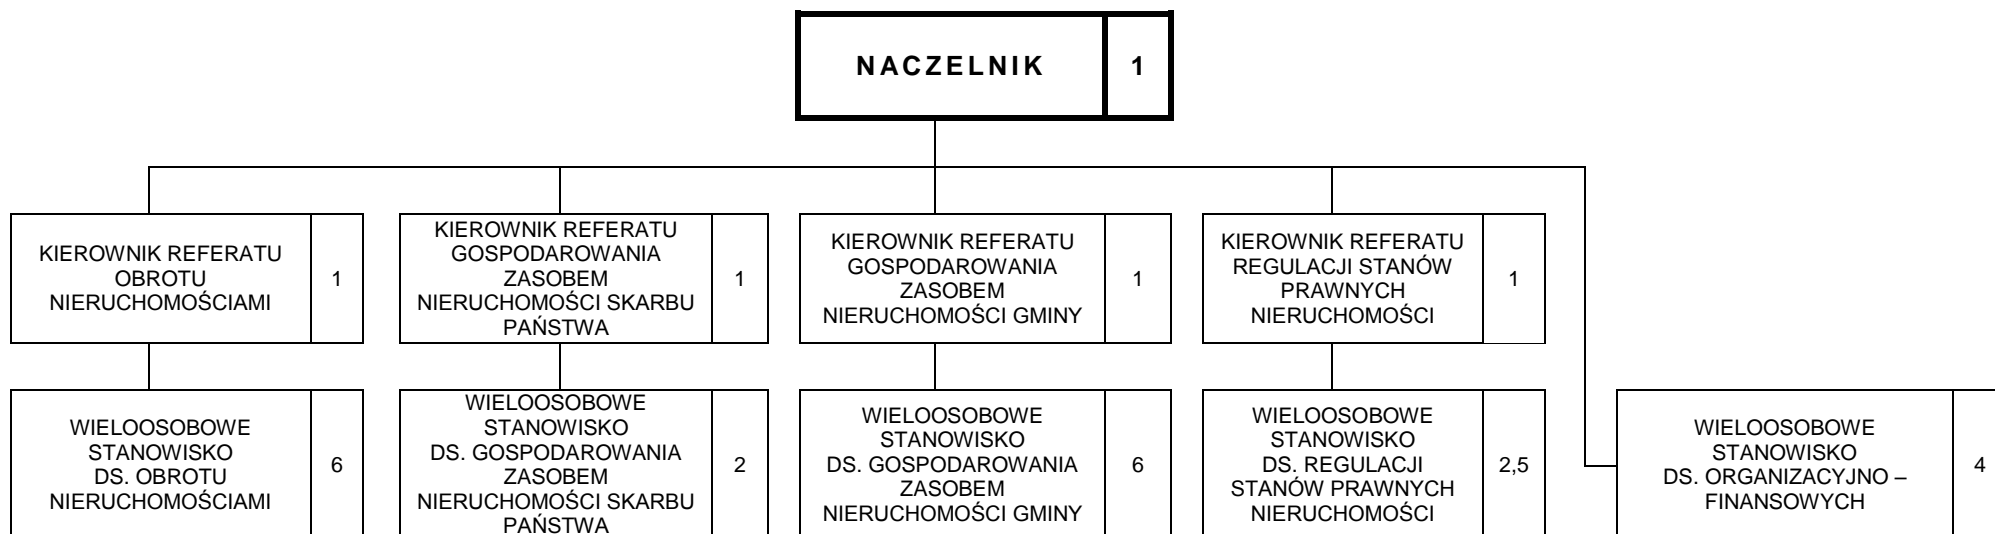 NACZELNIK 1
KIEROWNIK REFERATU
OBROTU
NIERUCHOMOŚCIAMI
1
KIEROWNIK REFERATU
GOSPODAROWANIA
ZASOBEM
NIERUCHOMOŚCI SKARBU
PAŃSTWA
1
KIEROWNIK REFERATU
GOSPODAROWANIA
ZASOBEM
NIERUCHOMOŚCI GMINY
1
KIEROWNIK REFERATU
REGULACJI STANÓW
PRAWNYCH
NIERUCHOMOŚCI
1
WIELOOSOBOWE
STANOWISKO
DS. OBROTU
NIERUCHOMOŚCIAMI
6
WIELOOSOBOWE
STANOWISKO
DS. GOSPODAROWANIA
ZASOBEM
NIERUCHOMOŚCI SKARBU
PAŃSTWA
2
WIELOOSOBOWE
STANOWISKO
DS. GOSPODAROWANIA
ZASOBEM
NIERUCHOMOŚCI GMINY
6
WIELOOSOBOWE
STANOWISKO
DS. REGULACJI
STANÓW PRAWNYCH
NIERUCHOMOŚCI
2,5
WIELOOSOBOWE
STANOWISKO
DS. ORGANIZACYJNO –
FINANSOWYCH
4